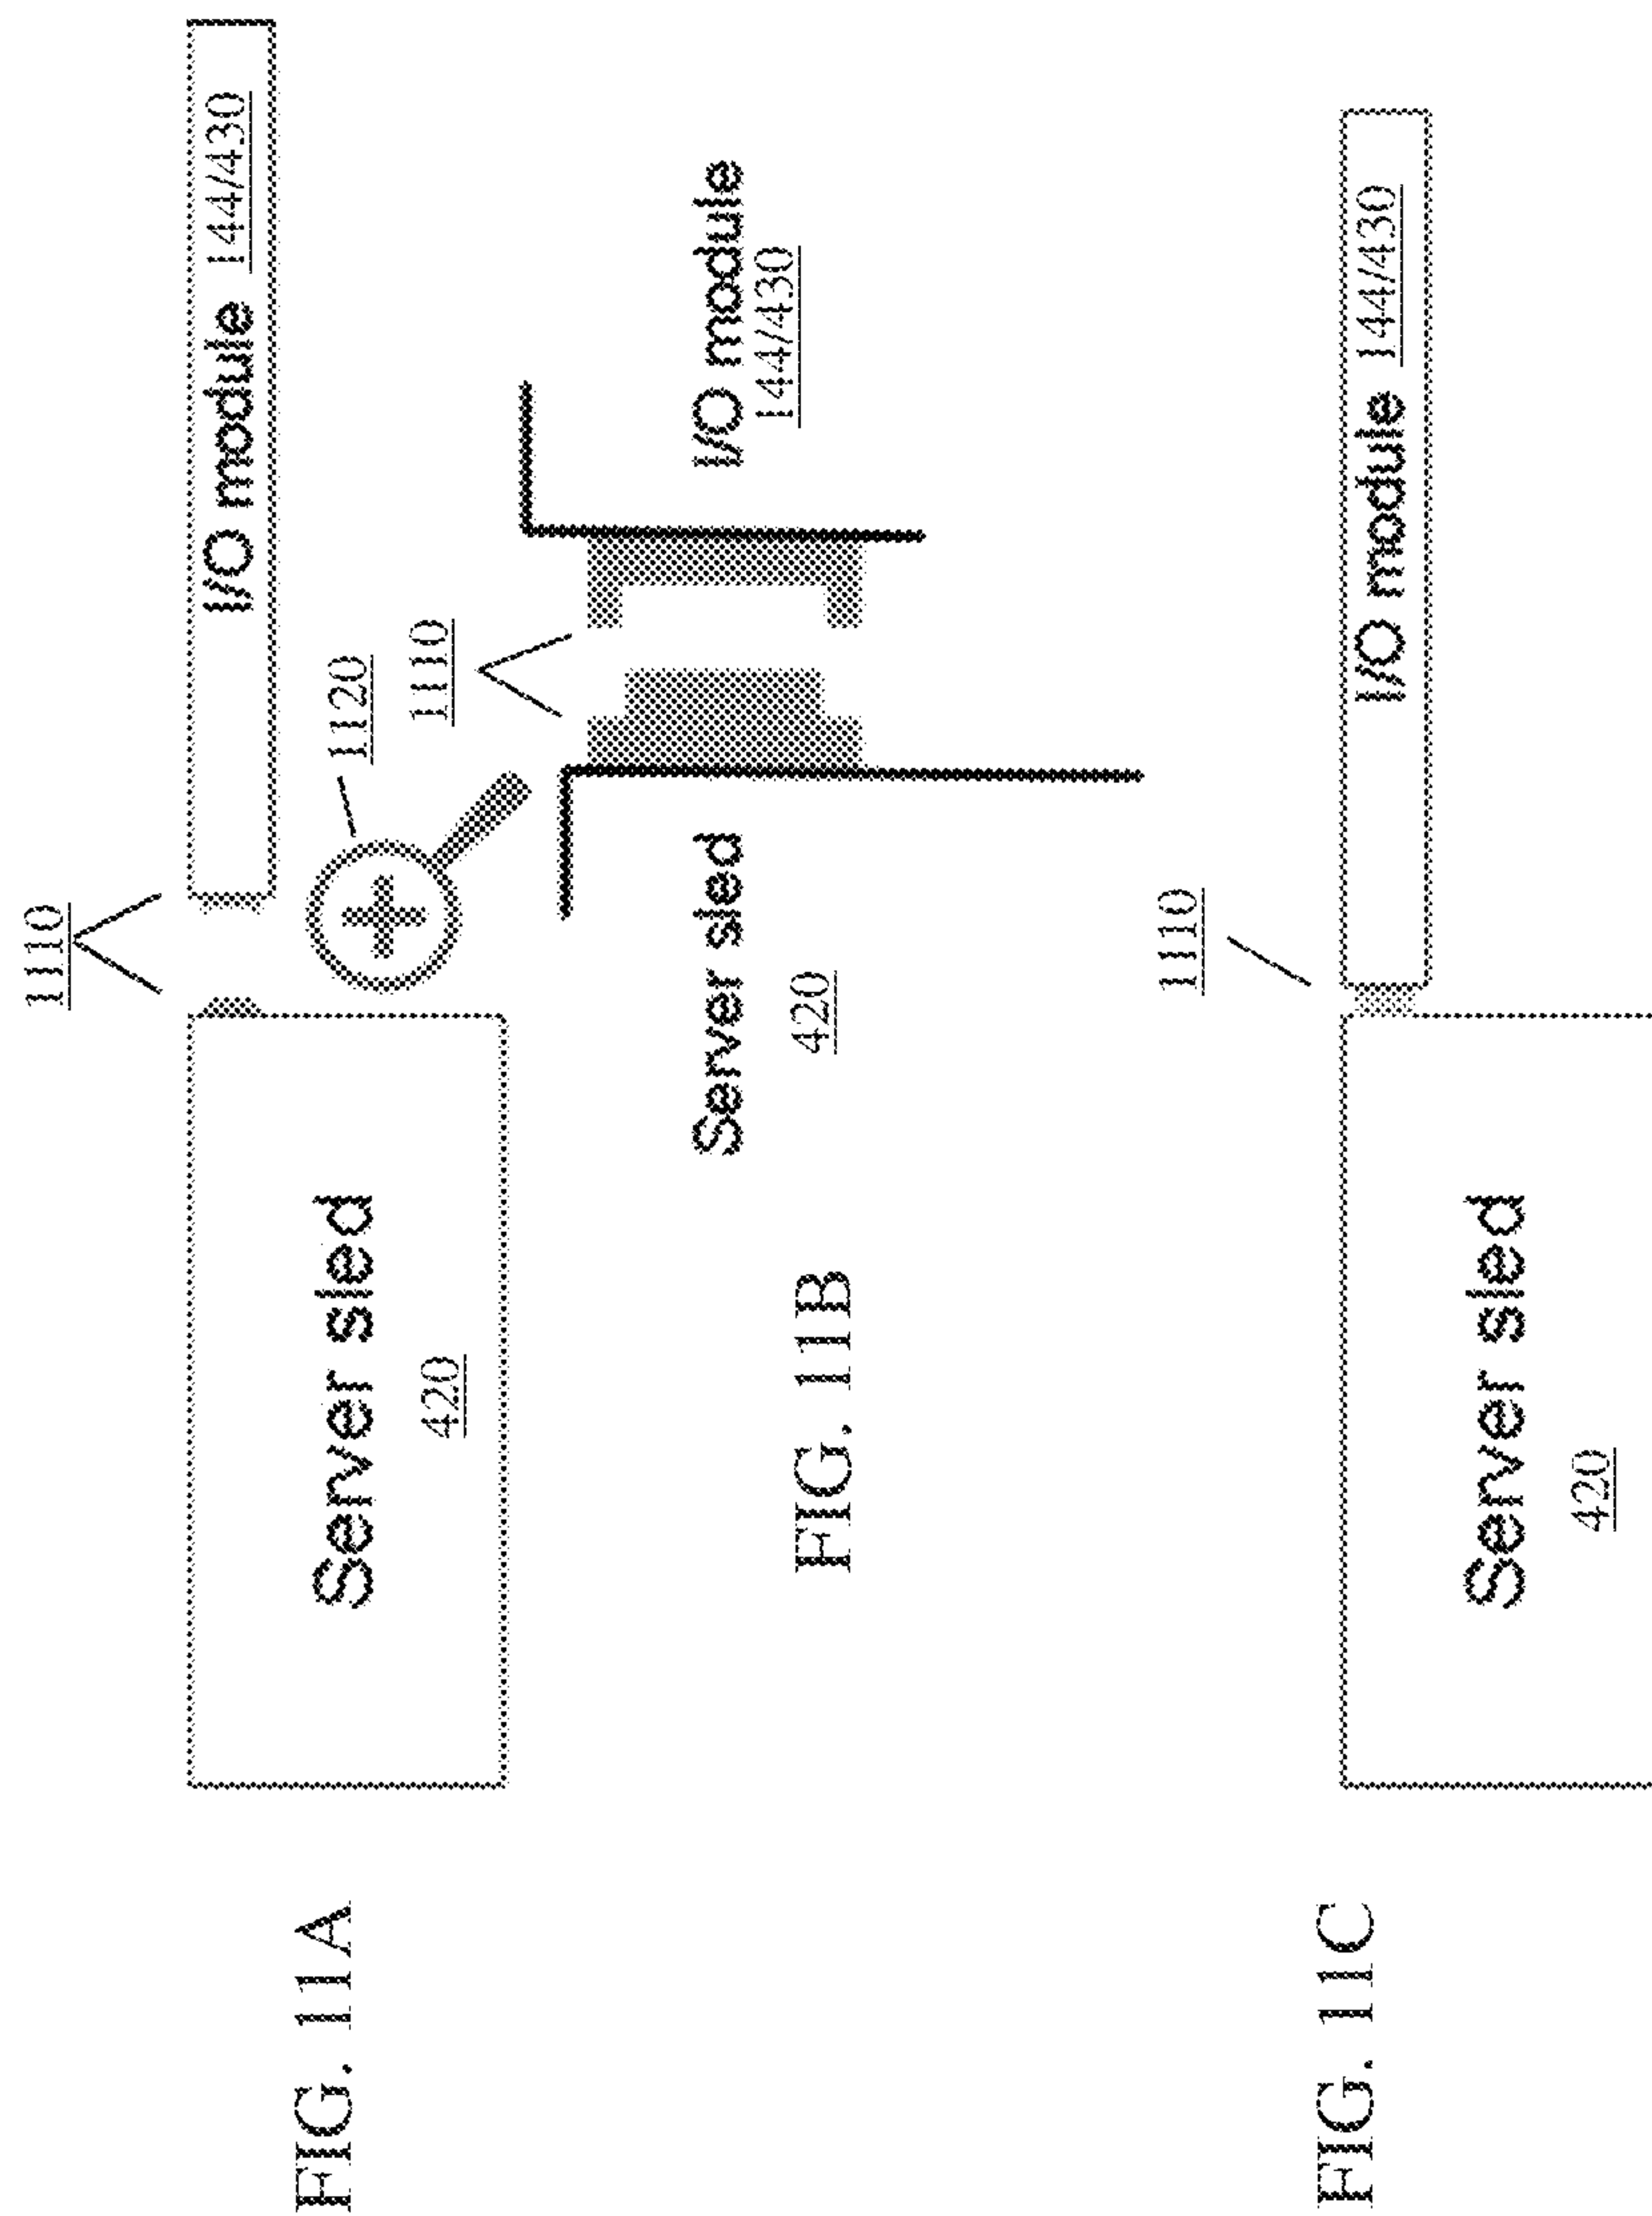 1110
I/O module 144/430
Server sled
420
FIG. 11A
1120
1110
I/O module
144/430
Server sled
420
FIG. 11B
1110
I/O module 144/430
Server sled
420
FIG. 11C